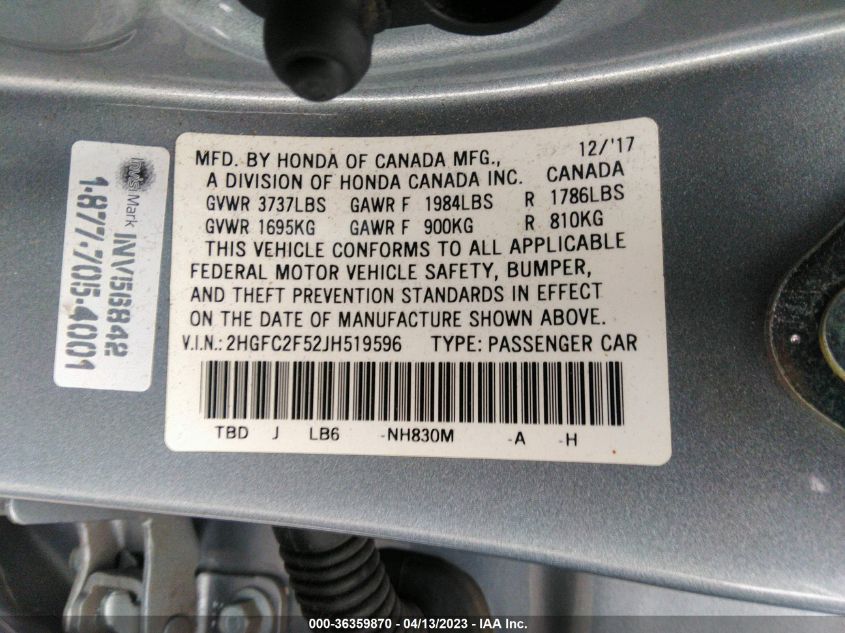 MFD. BY HONDA OF CANADA MFG., 12/'17
A DIVISION OF HONDA CANADA INC. CANADA
GVWR 3737LBS GAWR F 1984LBS R 1786LBS
GVWR 1695KG GAWR F 900KG R 810KG
THIS VEHICLE CONFORMS TO ALL APPLICABLE
FEDERAL MOTOR VEHICLE SAFETY, BUMPER,
AND THEFT PREVENTION STANDARDS IN EFFECT
ON THE DATE OF MANUFACTURE SHOWN ABOVE.
V.I.N.: 2HGFC2F52JH519596 TYPE: PASSENGER CAR
TBD J LB6 -NH830M -A -H
InVisiMark INV56842
1-877-705-4001
000-36359870 - 04/13/2023 - IAA Inc.